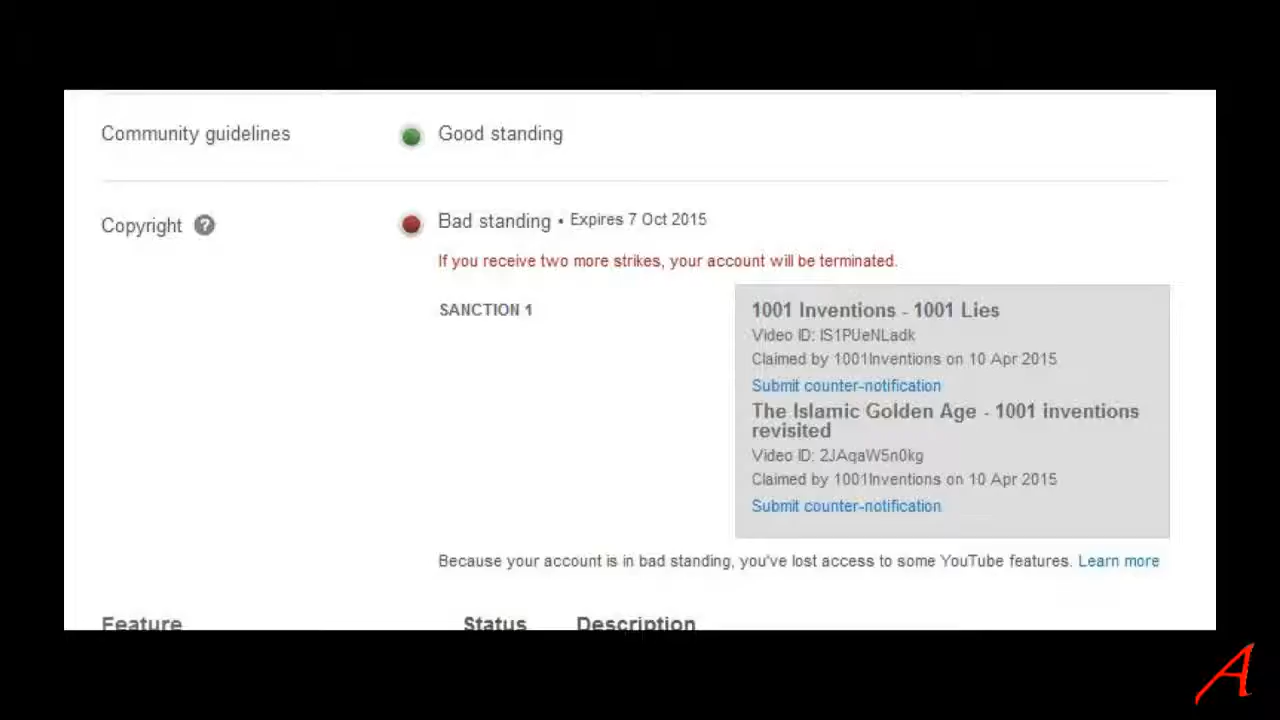 Community guidelines
Good standing
Copyright ?
Bad standing • Expires 7 Oct 2015
If you receive two more strikes, your account will be terminated.
SANCTION 1
1001 Inventions - 1001 Lies
Video ID: IS1PUeNLadk
Claimed by 1001Inventions on 10 Apr 2015
Submit counter-notification
The Islamic Golden Age - 1001 inventions
revisited
Video ID: 2JAqaW5n0kg
Claimed by 1001Inventions on 10 Apr 2015
Submit counter-notification
Because your account is in bad standing, you've lost access to some YouTube features. Learn more
Feature Status Description
A